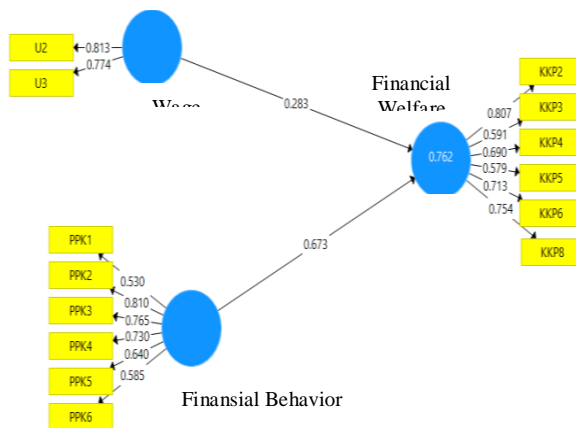 U2
0.813
U3
0.774
Wage
Financial
Welfare
0.283
0.762
KKP2
0.807
KKP3
0.591
KKP4
0.690
KKP5
0.579
KKP6
0.713
KKP8
0.754
0.673
PPK1
0.530
PPK2
0.810
PPK3
0.765
PPK4
0.730
PPK5
0.640
PPK6
0.585
Finansial Behavior